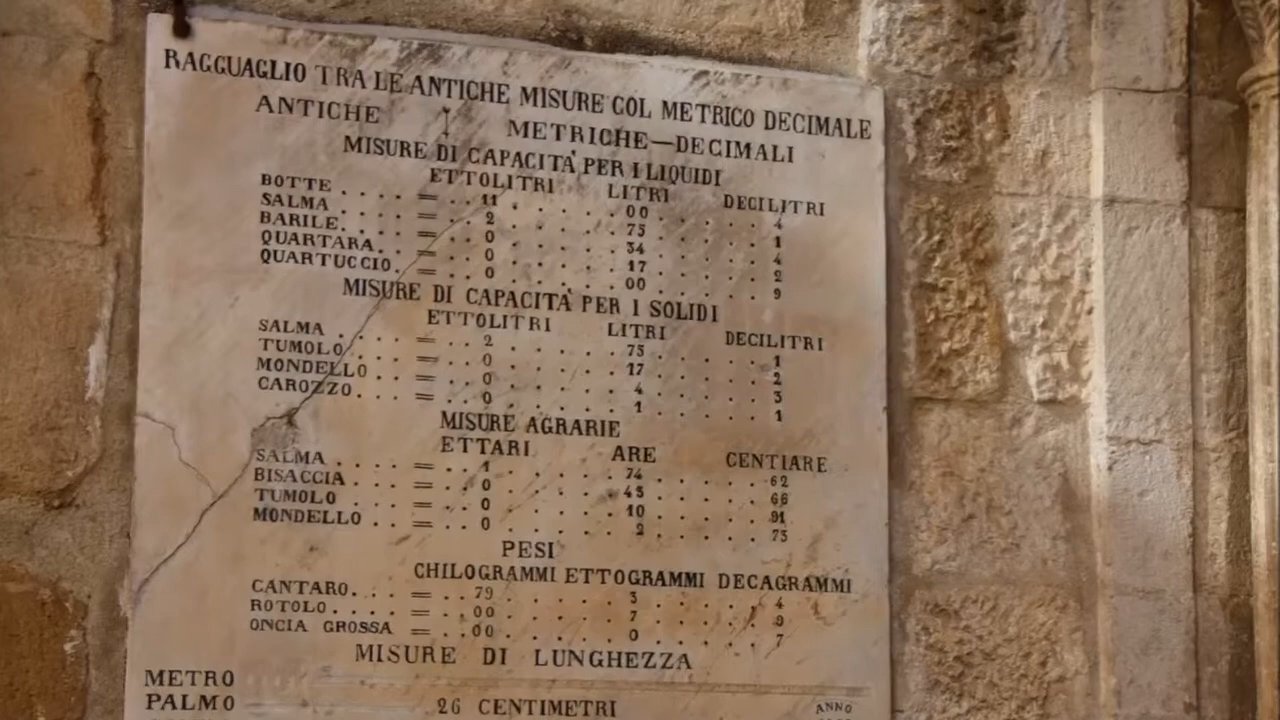 RAGGUAGLIO TRA LE ANTICHE MISURE COL METRICO DECIMALE
ANTICHE METRICHE—DECIMALI
MISURE DI CAPACITÀ PER I LIQUIDI
ETTOLITRI LITRI DECILITRI
BOTTE . . . . = . . 11 . . . . . 00 . . . . . 4
SALMA . . . . = . . 2 . . . . . 75 . . . . . 1
BARILE. . . . = . . 0 . . . . . 34 . . . . . 4
QUARTARA. . . = . . 0 . . . . . 17 . . . . . 2
QUARTUCCIO. . = . . 0 . . . . . 00 . . . . . 9
MISURE DI CAPACITÀ PER I SOLIDI
ETTOLITRI LITRI DECILITRI
SALMA . . . . = . . 2 . . . . . 75 . . . . . 1
TUMOLO . . . = . . 0 . . . . . 17 . . . . . 2
MONDELLO . . = . . 0 . . . . . 4 . . . . . 3
CAROZZO. . . = . . 0 . . . . . 1 . . . . . 1
MISURE AGRARIE
ETTARI ARE CENTIARE
SALMA . . . . = . . 1 . . . . . 74 . . . . . 62
BISACCIA . . . = . . 0 . . . . . 43 . . . . . 66
TUMOLO . . . = . . 0 . . . . . 10 . . . . . 91
MONDELLO . . = . . 0 . . . . . 2 . . . . . 73
PESI
CHILOGRAMMI ETTOGRAMMI DECAGRAMMI
CANTARO. . . = . . 79 . . . . . 3 . . . . . 4
ROTOLO . . . . = . . 00 . . . . . 7 . . . . . 9
ONCIA GROSSA = . . 00 . . . . . 0 . . . . . 7
MISURE DI LUNGHEZZA
METRO
PALMO 26 CENTIMETRI ANNO